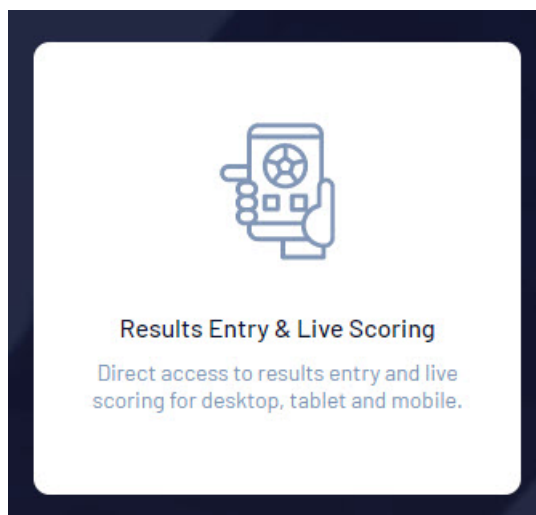 Results Entry & Live Scoring
Direct access to results entry and live
scoring for desktop, tablet and mobile.